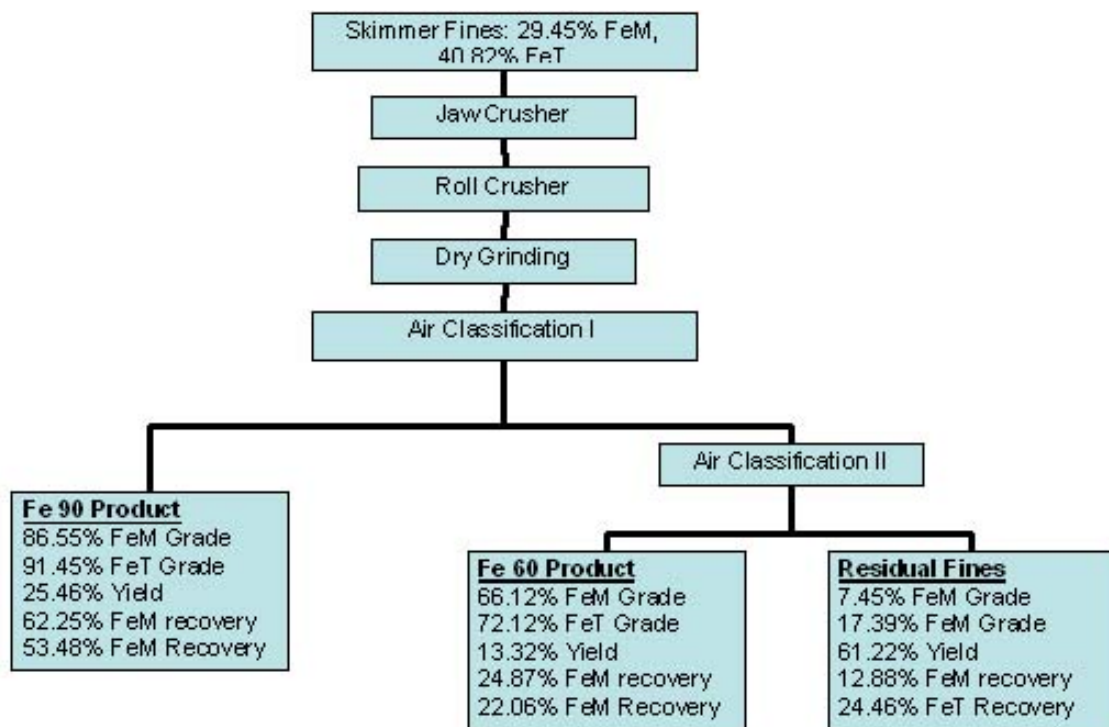 Skimmer Fines: 29.45% FeM,
40.82% FeT
Jaw Crusher
Roll Crusher
Dry Grinding
Air Classification I
Air Classification II
Fe 90 Product
86.55% FeM Grade
91.45% FeT Grade
25.46% Yield
62.25% FeM recovery
53.48% FeM Recovery
Fe 60 Product
66.12% FeM Grade
72.12% FeT Grade
13.32% Yield
24.87% FeM recovery
22.06% FeM Recovery
Residual Fines
7.45% FeM Grade
17.39% FeM Grade
61.22% Yield
12.88% FeM recovery
24.46% FeT Recovery